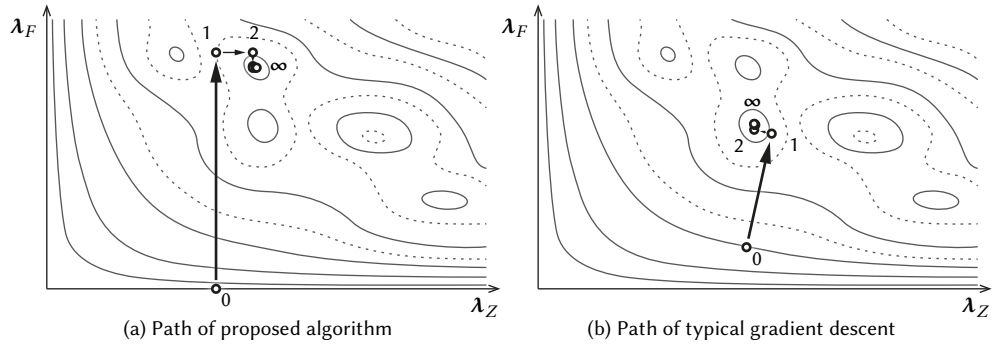 λF
1
2
∞
0
λZ
(a) Path of proposed algorithm
λF
∞
2
1
0
λZ
(b) Path of typical gradient descent